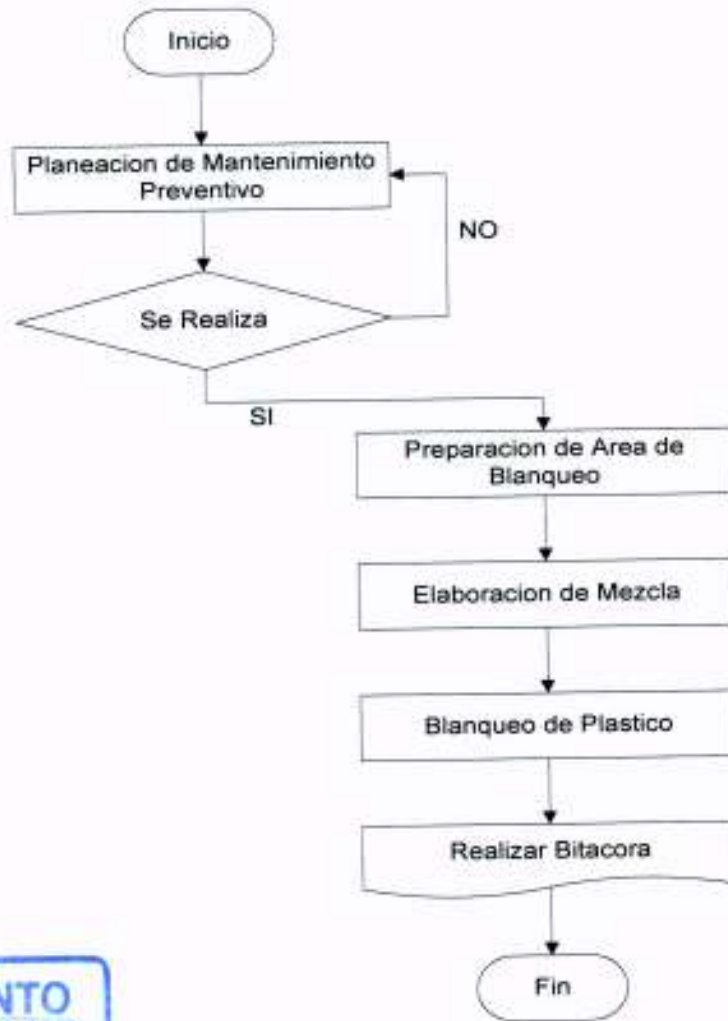 Inicio
Planeacion de Mantenimiento
Preventivo
NO
Se Realiza
SI
Preparacion de Area de
Blanqueo
Elaboracion de Mezcla
Blanqueo de Plastico
Realizar Bitacora
Fin
NTO